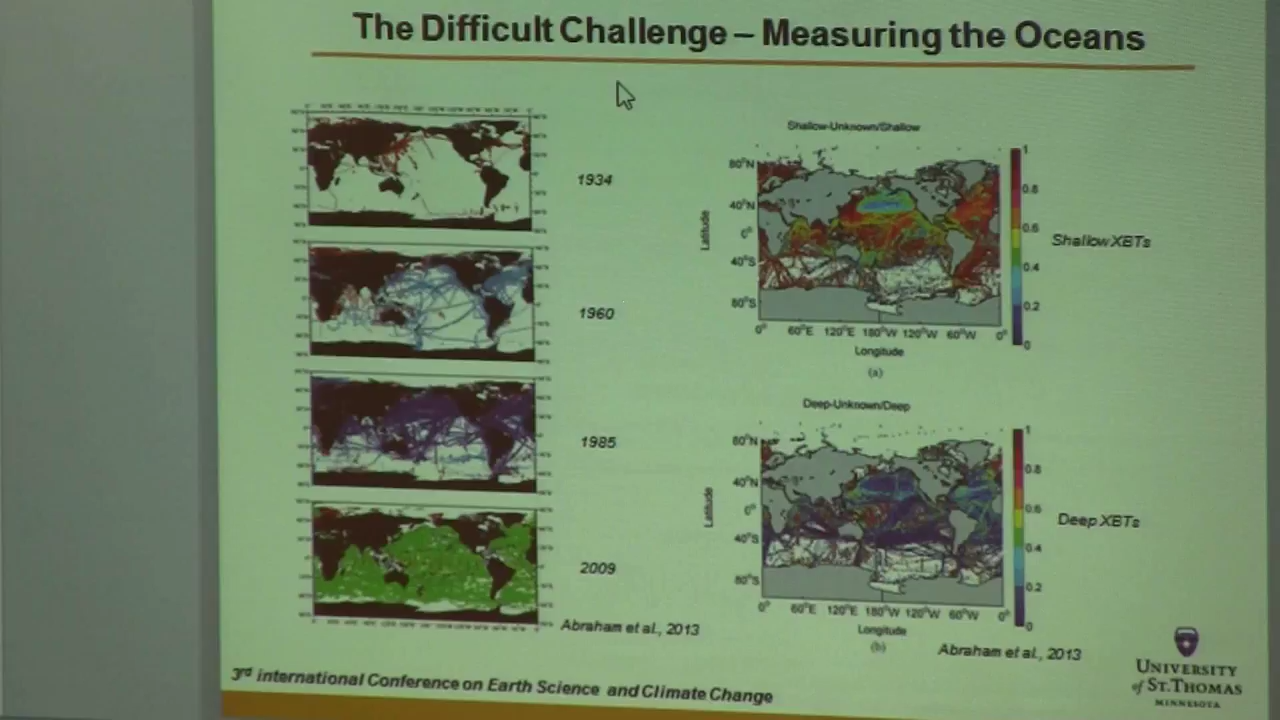 The Difficult Challenge – Measuring the Oceans
1934
1960
1985
2009
Abraham et al., 2013
Shallow-Unknown/Shallow
80°N
40°N
0°
40°S
80°S
Latitude
0° 60°E 120°E 180°W 120°W 60°W 0°
Longitude
(a)
1
0.8
0.6
0.4
0.2
0
Shallow XBTs
Deep-Unknown/Deep
80°N
40°N
0°
40°S
80°S
Latitude
0° 60°E 120°E 180°W 120°W 60°W 0°
Longitude
(b)
1
0.8
0.6
0.4
0.2
0
Deep XBTs
Abraham et al., 2013
3rd international Conference on Earth Science and Climate Change
UNIVERSITY
of ST. THOMAS
MINNESOTA